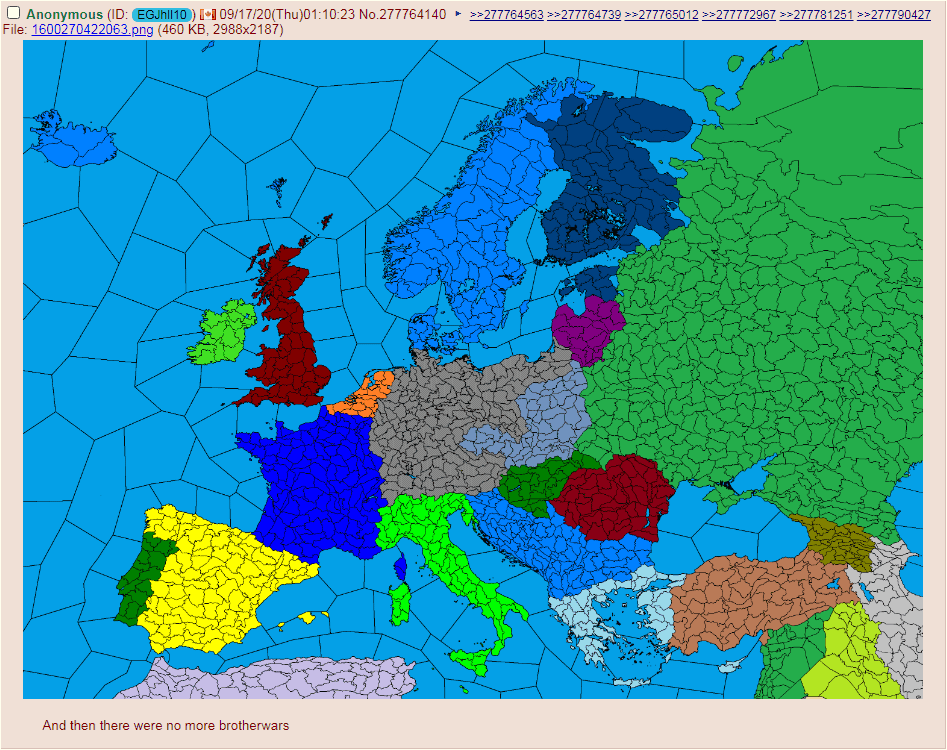 Anonymous (ID: EGJhlI10) 09/17/20(Thu)01:10:23 No.277764140 ► >>277764563 >>277764739 >>277765012 >>277772967 >>277781251 >>277790427
File: 1600270422063.png (460 KB, 2988x2187)
And then there were no more brotherwars